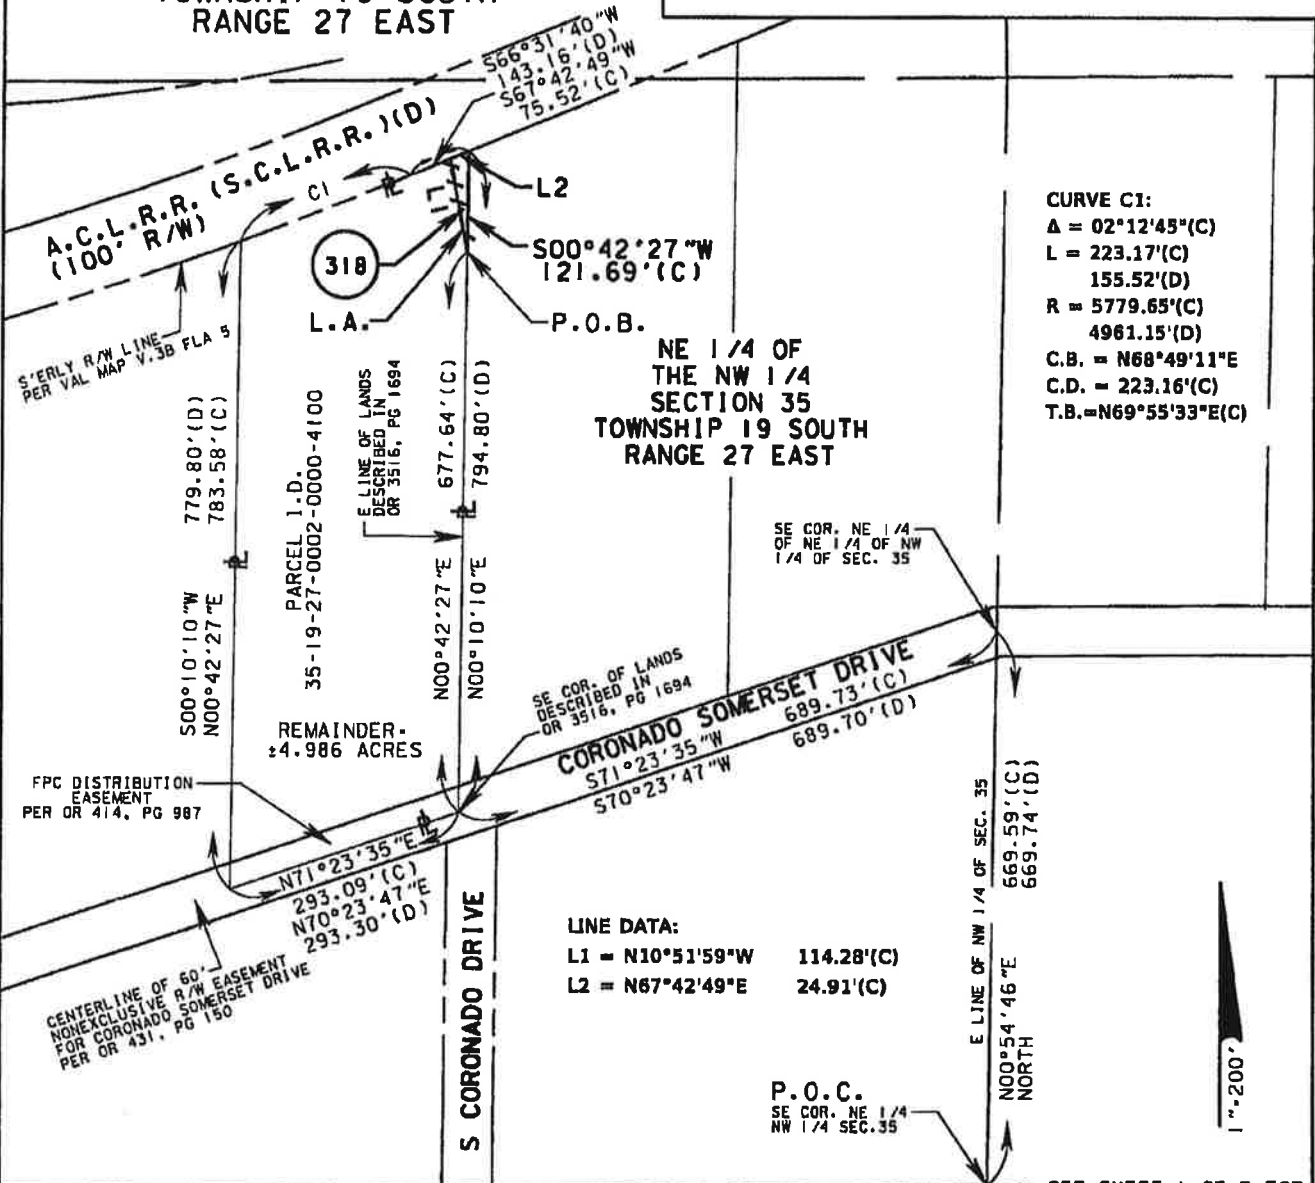 RANGE 27 EAST
S66°31'40"W
143.16'(D)
S67°42'49"W
75.52'(C)
A.C.L.R.R. (S.C.L.R.R.)(D)
(100' R/W)
C1
L1
L2
318
S00°42'27"W
121.69'(C)
L.A.
P.O.B.
CURVE C1:
Δ = 02°12'45"(C)
L = 223.17'(C)
155.52'(D)
R = 5779.65'(C)
4961.15'(D)
C.B. = N68°49'11"E
C.D. = 223.16'(C)
T.B.=N69°55'33"E(C)
S'ERLY R/W LINE
PER VAL MAP V.3B FLA 5
NE 1/4 OF
THE NW 1/4
SECTION 35
TOWNSHIP 19 SOUTH
RANGE 27 EAST
779.80'(D)
783.58'(C)
S00°10'10"W
N00°42'27"E
PARCEL I.D.
35-19-27-0002-0000-4100
E LINE OF LANDS
DESCRIBED IN
OR 3516, PG 1694
677.64'(C)
794.80'(D)
N00°42'27"E
N00°10'10"E
SE COR. NE 1/4
OF NE 1/4 OF NW
1/4 OF SEC. 35
SE COR. OF LANDS
DESCRIBED IN
OR 3516, PG 1694
REMAINDER=
±4.986 ACRES
CORONADO SOMERSET DRIVE
S71°23'35"W 689.73'(C)
S70°23'47"W 689.70'(D)
FPC DISTRIBUTION
EASEMENT
PER OR 414, PG 987
N71°23'35"E
293.09'(C)
N70°23'47"E
293.30'(D)
CENTERLINE OF 60'
NONEXCLUSIVE R/W EASEMENT
FOR CORONADO SOMERSET DRIVE
PER OR 431, PG 150
S CORONADO DRIVE
LINE DATA:
L1 = N10°51'59"W 114.28'(C)
L2 = N67°42'49"E 24.91'(C)
E LINE OF NW 1/4 OF SEC. 35
669.59'(C)
669.74'(D)
N00°54'46"E
NORTH
P.O.C.
SE COR. NE 1/4
NW 1/4 SEC.35
1"=200'